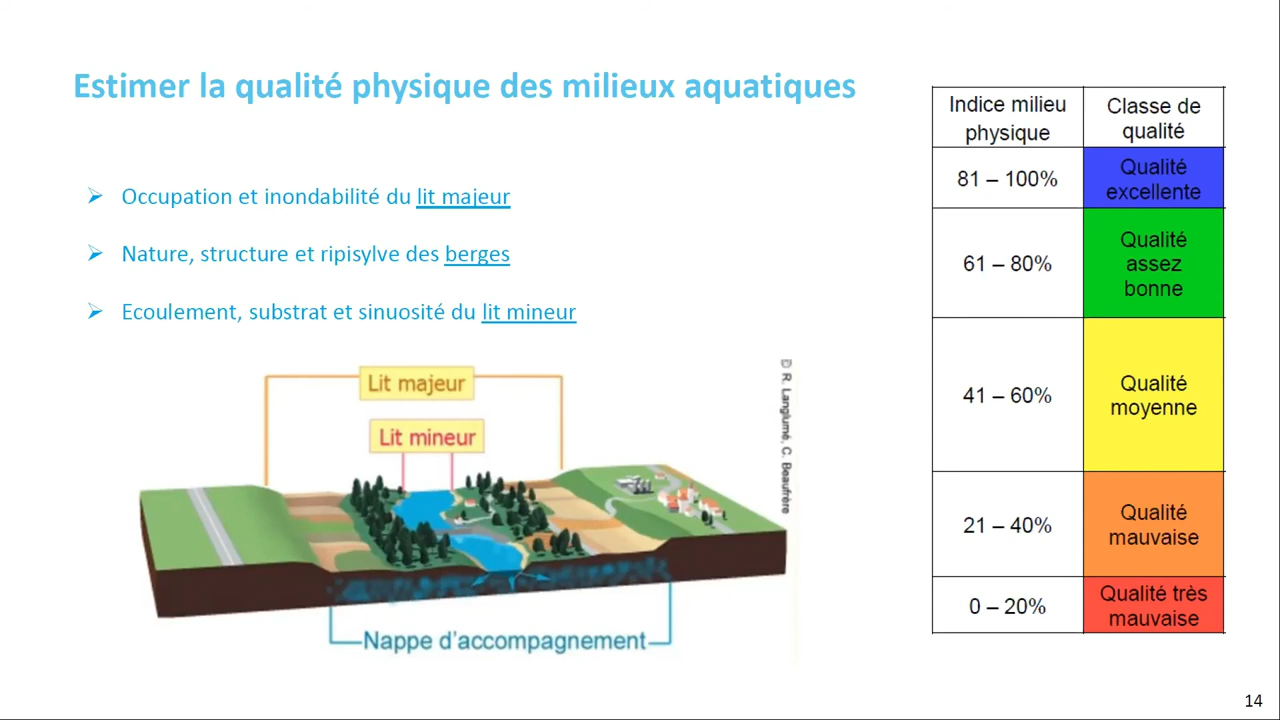 Estimer la qualité physique des milieux aquatiques
Occupation et inondabilité du lit majeur
Nature, structure et ripisylve des berges
Ecoulement, substrat et sinuosité du lit mineur
Lit majeur
Lit mineur
Nappe d'accompagnement
© R. Langlumé, C. Beaufrère
Indice milieu
physique
Classe de
qualité
81 – 100%
Qualité
excellente
61 – 80%
Qualité
assez
bonne
41 – 60%
Qualité
moyenne
21 – 40%
Qualité
mauvaise
0 – 20%
Qualité très
mauvaise
14